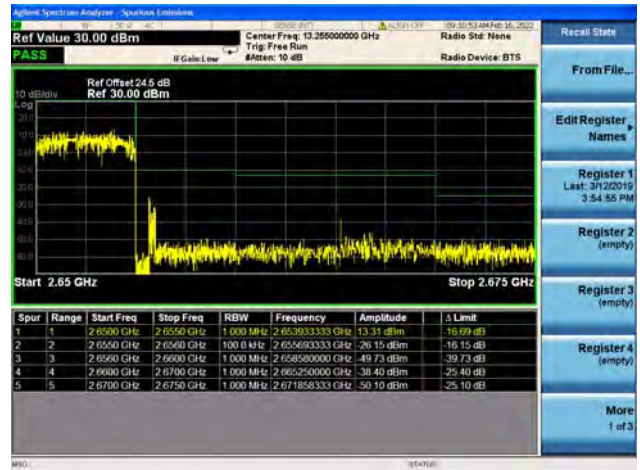 Agilent Spectrum Analyzer - Spurious Emissions
Ref Value 30.00 dBm
Center Freq: 13.255000000 GHz
Trig: Free Run
#Atten: 10 dB
IFGain:Low
PASS
09:50:53 AM Feb 16, 2022
Radio Std: None
Radio Device: BTS
Recall State
Ref Offset 24.5 dB
10 dB/div Ref 30.00 dBm
Log
Start 2.65 GHz
Stop 2.675 GHz
Spur Range Start Freq Stop Freq RBW Frequency Amplitude Δ Limit
1 1 2.6500 GHz 2.6550 GHz 1.000 MHz 2.653933333 GHz 13.31 dBm -16.69 dB
2 2 2.6550 GHz 2.6560 GHz 100.0 kHz 2.655693333 GHz -26.15 dBm -16.15 dB
3 3 2.6560 GHz 2.6600 GHz 1.000 MHz 2.658580000 GHz -49.73 dBm -39.73 dB
4 4 2.6600 GHz 2.6700 GHz 1.000 MHz 2.665250000 GHz -38.40 dBm -25.40 dB
5 5 2.6700 GHz 2.6750 GHz 1.000 MHz 2.671858333 GHz -50.10 dBm -25.10 dB
From File...
Edit Register
Names
Register 1
Last: 3/12/2019
3:54:55 PM
Register 2
(empty)
Register 3
(empty)
Register 4
(empty)
More
1 of 3
MSG
STATUS